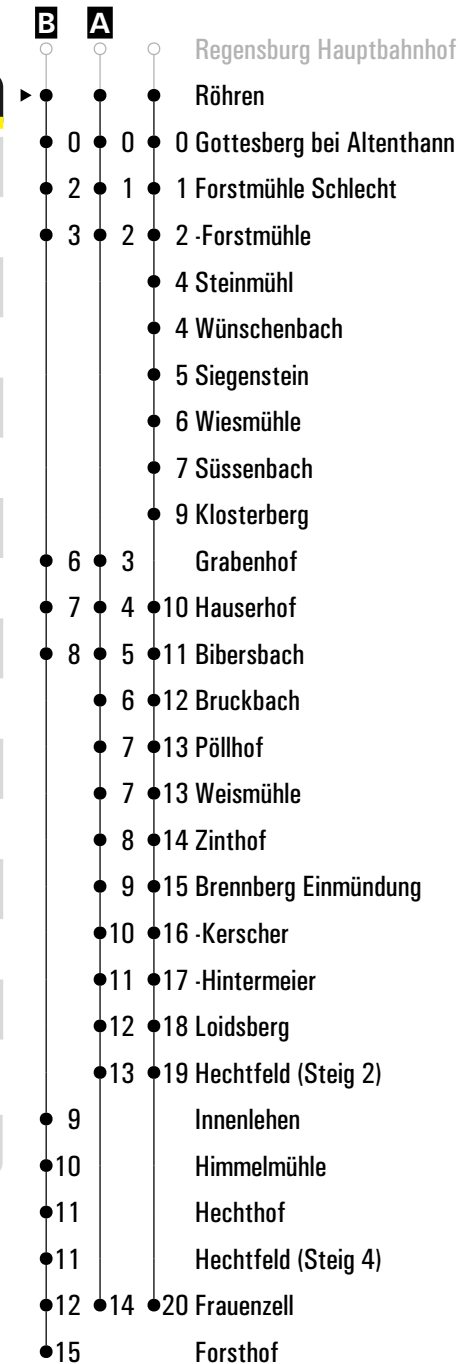 B A
Regensburg Hauptbahnhof
Röhren
0 0 0 Gottesberg bei Altenthann
2 1 1 Forstmühle Schlecht
3 2 2 -Forstmühle
4 Steinmühl
4 Wünschenbach
5 Siegenstein
6 Wiesmühle
7 Süssenbach
9 Klosterberg
6 3 Grabenhof
7 4 10 Hauserhof
8 5 11 Bibersbach
6 12 Bruckbach
7 13 Pöllhof
7 13 Weismühle
8 14 Zinthof
9 15 Brennberg Einmündung
10 16 -Kerscher
11 17 -Hintermeier
12 18 Loidsberg
13 19 Hechtfeld (Steig 2)
9 Innenlehen
10 Himmelmühle
11 Hechthof
11 Hechtfeld (Steig 4)
12 14 20 Frauenzell
15 Forsthof